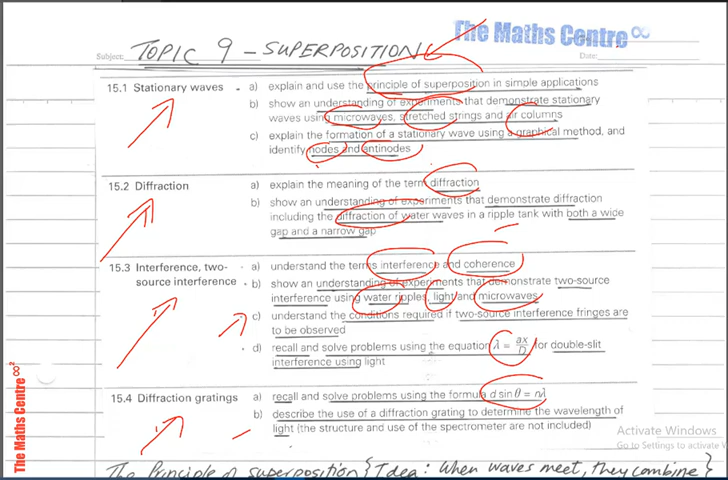 The Maths Centre ∞
Subject: TOPIC 9 - SUPERPOSITION Date:
15.1 Stationary waves
a) explain and use the principle of superposition in simple applications
b) show an understanding of experiments that demonstrate stationary
waves using microwaves, stretched strings and air columns
c) explain the formation of a stationary wave using a graphical method, and
identify nodes and antinodes
15.2 Diffraction
a) explain the meaning of the term diffraction
b) show an understanding of experiments that demonstrate diffraction
including the diffraction of water waves in a ripple tank with both a wide
gap and a narrow gap
15.3 Interference, two-
source interference
a) understand the terms interference and coherence
b) show an understanding of experiments that demonstrate two-source
interference using water ripples, light and microwaves
c) understand the conditions required if two-source interference fringes are
to be observed
d) recall and solve problems using the equation λ = ax/D for double-slit
interference using light
15.4 Diffraction gratings
a) recall and solve problems using the formula d sin θ = nλ
b) describe the use of a diffraction grating to determine the wavelength of
light (the structure and use of the spectrometer are not included)
The Maths Centre ∞
Activate Windows
Go to Settings to activate
The Principle of superposition {Idea: When waves meet, they combine}